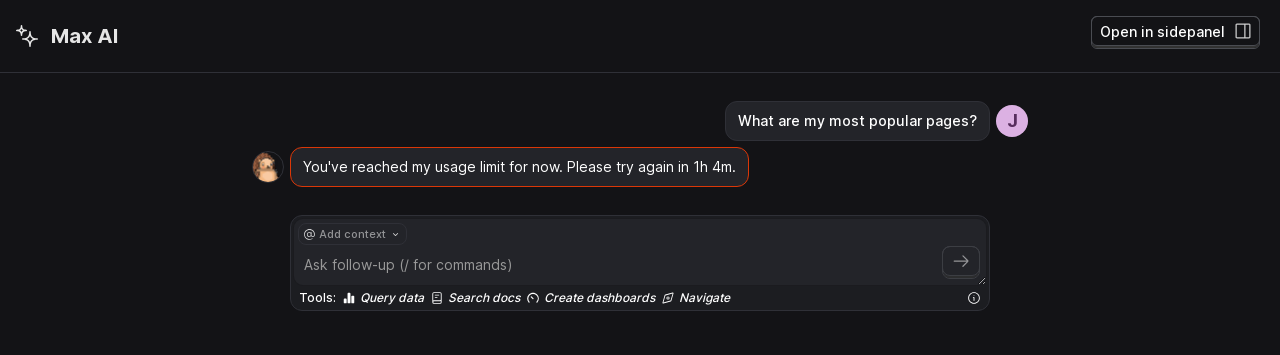 Max AI
Open in sidepanel
What are my most popular pages?
J
You've reached my usage limit for now. Please try again in 1h 4m.
@ Add context
Ask follow-up (/ for commands)
Tools: Query data Search docs Create dashboards Navigate